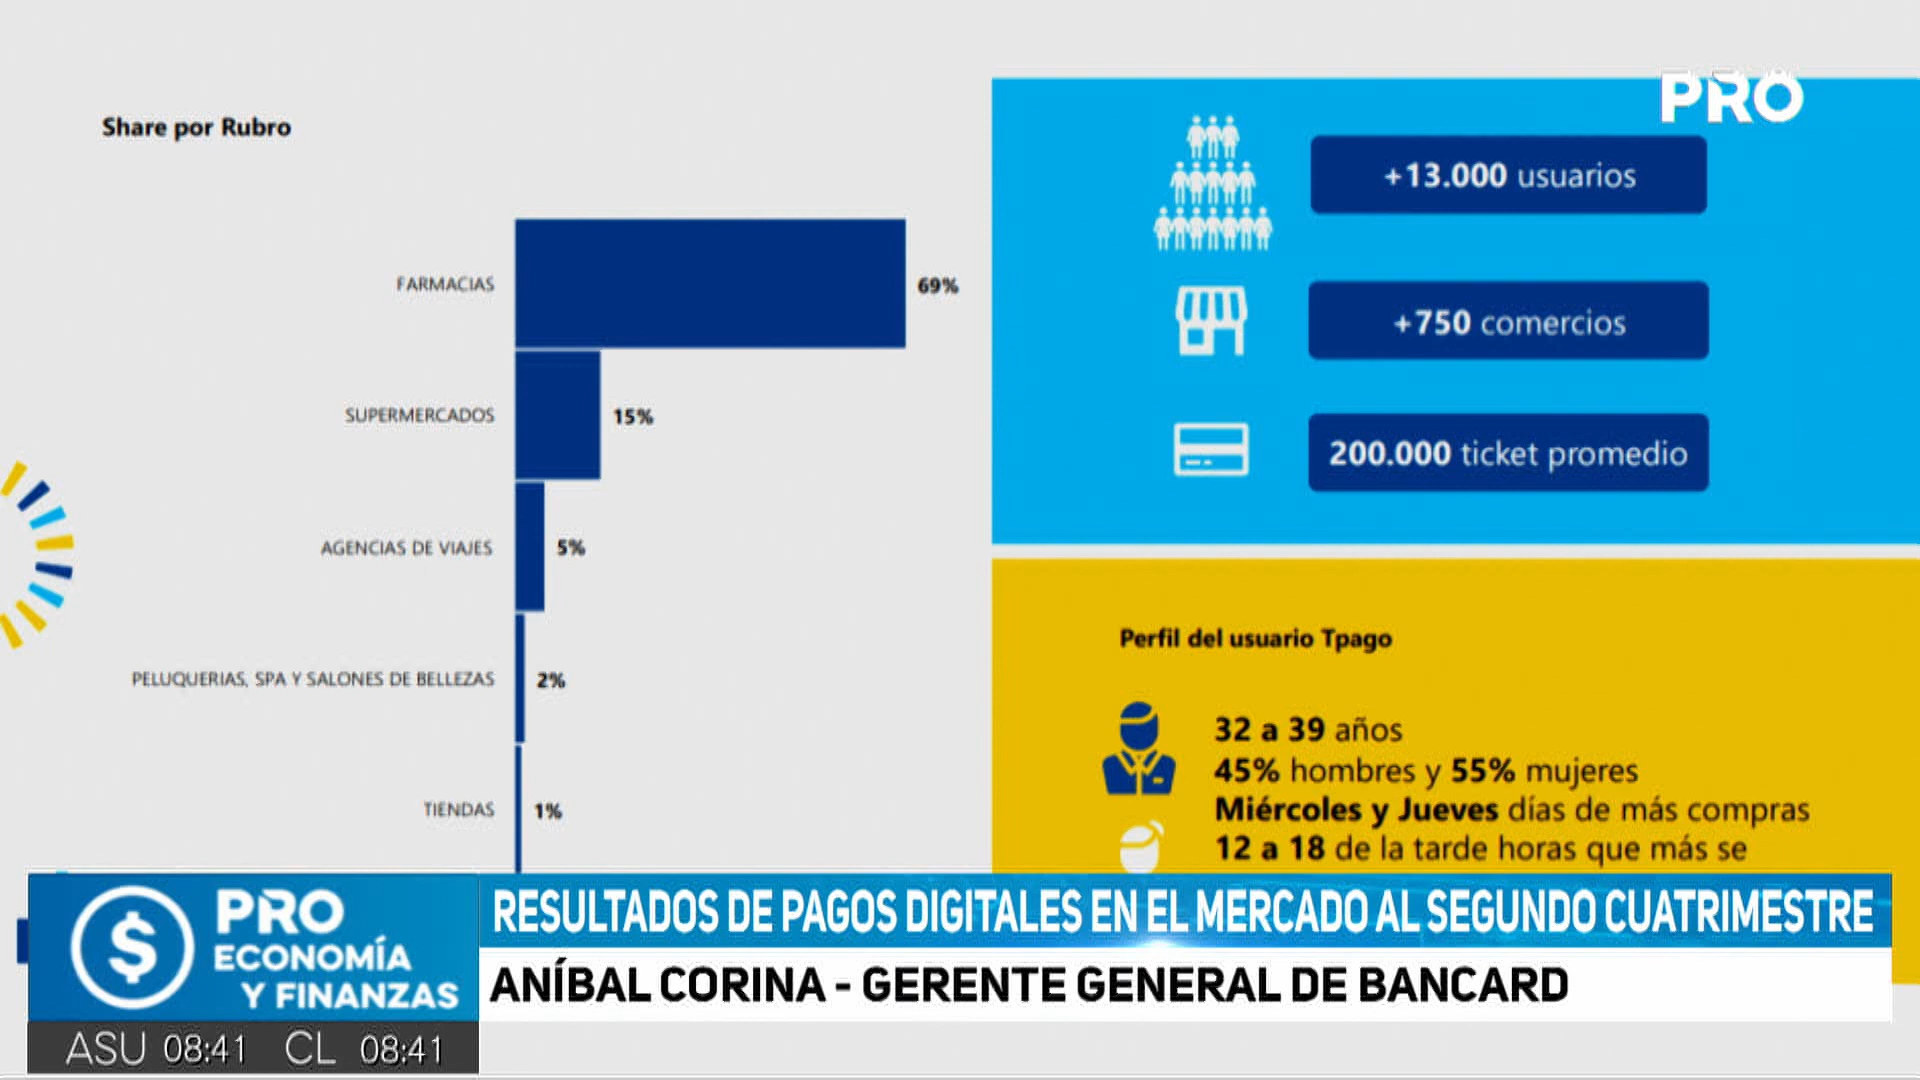 PRO
Share por Rubro
FARMACIAS
69%
SUPERMERCADOS
15%
AGENCIAS DE VIAJES
5%
PELUQUERIAS, SPA Y SALONES DE BELLEZAS
2%
TIENDAS
1%
+13.000 usuarios
+750 comercios
200.000 ticket promedio
Perfil del usuario Tpago
32 a 39 años
45% hombres y 55% mujeres
Miércoles y Jueves días de más compras
12 a 18 de la tarde horas que más se
PRO
ECONOMÍA
Y FINANZAS
RESULTADOS DE PAGOS DIGITALES EN EL MERCADO AL SEGUNDO CUATRIMESTRE
ANÍBAL CORINA - GERENTE GENERAL DE BANCARD
ASU 08:41 CL 08:41